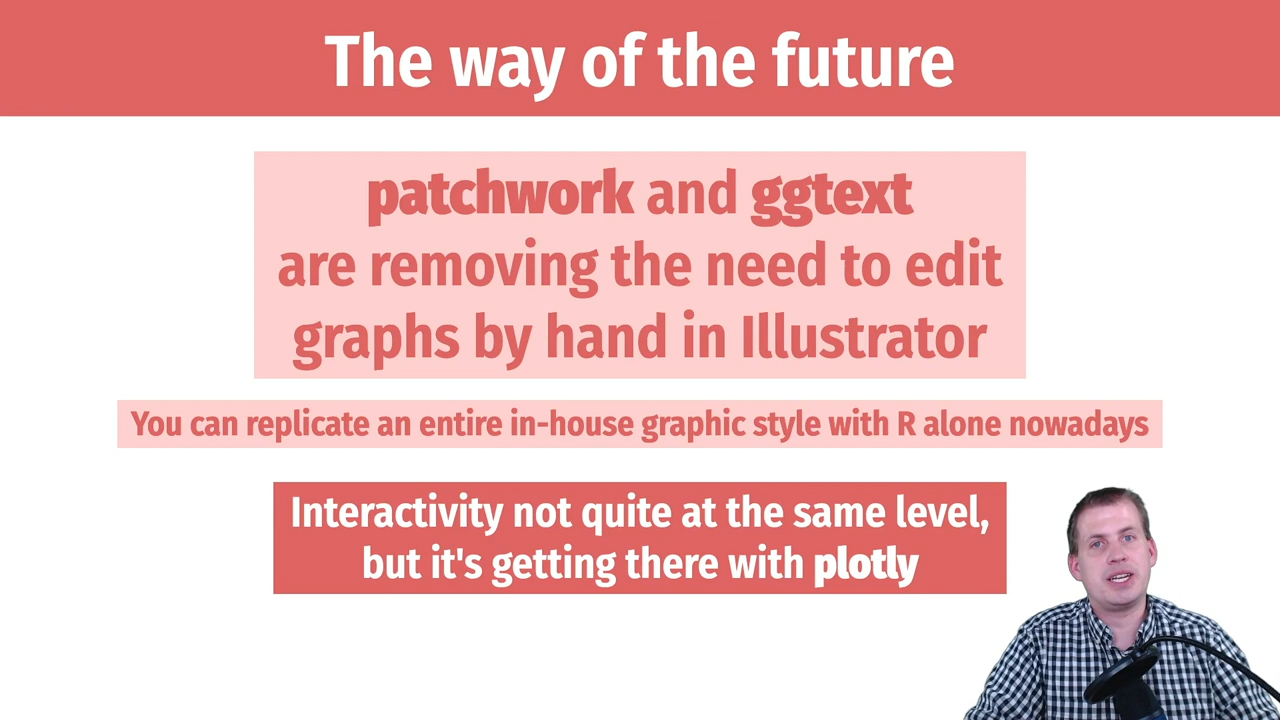 The way of the future
patchwork and ggtext
are removing the need to edit
graphs by hand in Illustrator
You can replicate an entire in-house graphic style with R alone nowadays
Interactivity not quite at the same level,
but it's getting there with plotly